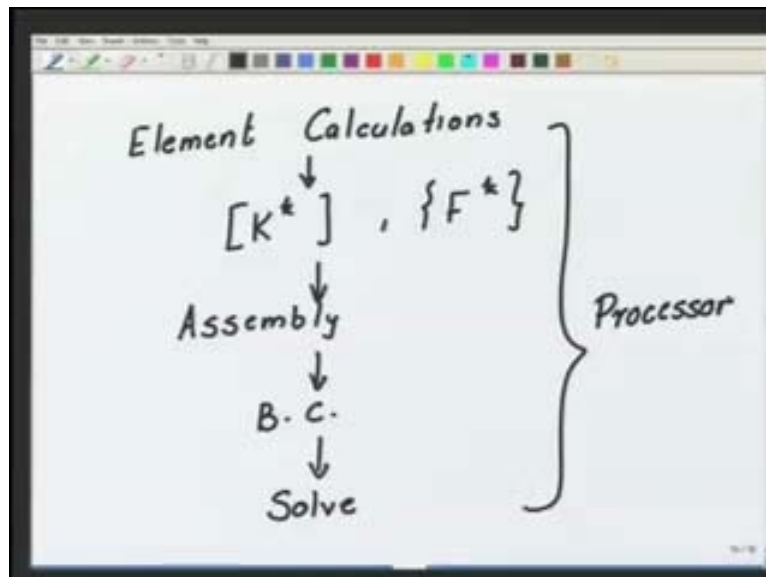 Element Calculations
↓
[K*] , {F*}
↓
Assembly
↓
B. C.
↓
Solve
Processor